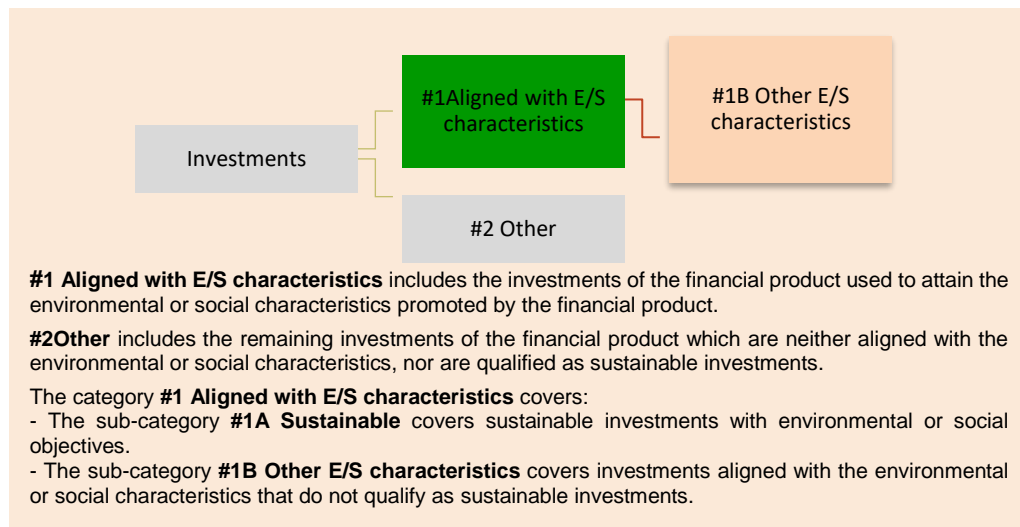 #1Aligned with E/S
characteristics
#1B Other E/S
characteristics
Investments
#2 Other
#1 Aligned with E/S characteristics includes the investments of the financial product used to attain the
environmental or social characteristics promoted by the financial product.
#2Other includes the remaining investments of the financial product which are neither aligned with the
environmental or social characteristics, nor are qualified as sustainable investments.
The category #1 Aligned with E/S characteristics covers:
- The sub-category #1A Sustainable covers sustainable investments with environmental or social
objectives.
- The sub-category #1B Other E/S characteristics covers investments aligned with the environmental
or social characteristics that do not qualify as sustainable investments.